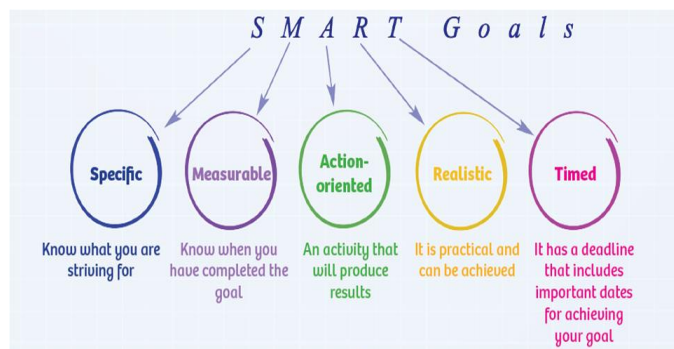 SMART Goals
Specific
Measurable
Action-
oriented
Realistic
Timed
Know what you are
striving for
Know when you
have completed the
goal
An activity that
will produce
results
It is practical and
can be achieved
It has a deadline
that includes
important dates
for achieving
your goal